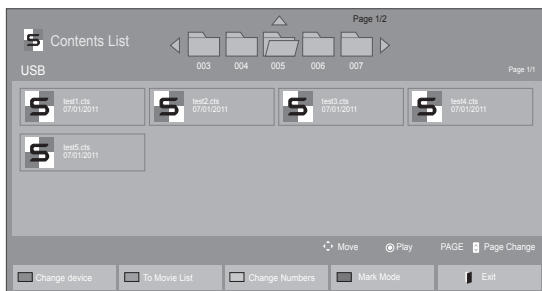 Page 1/2
Contents List
003 004 005 006 007
USB
Page 1/1
test1.cts
07/01/2011
test2.cts
07/01/2011
test3.cts
07/01/2011
test4.cts
07/01/2011
test5.cts
07/01/2011
Move Play PAGE Page Change
Change device To Movie List Change Numbers Mark Mode Exit